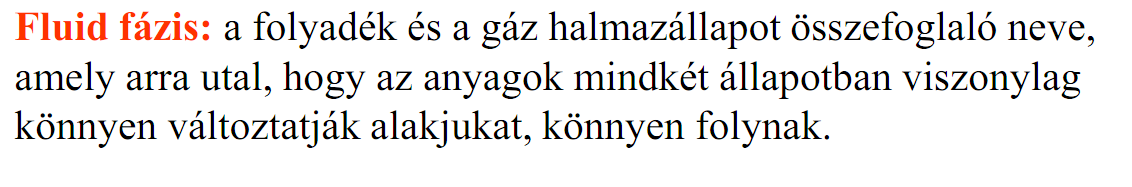 Fluid fázis: a folyadék és a gáz halmazállapot összefoglaló neve,
amely arra utal, hogy az anyagok mindkét állapotban viszonylag
könnyen változtatják alakjukat, könnyen folynak.